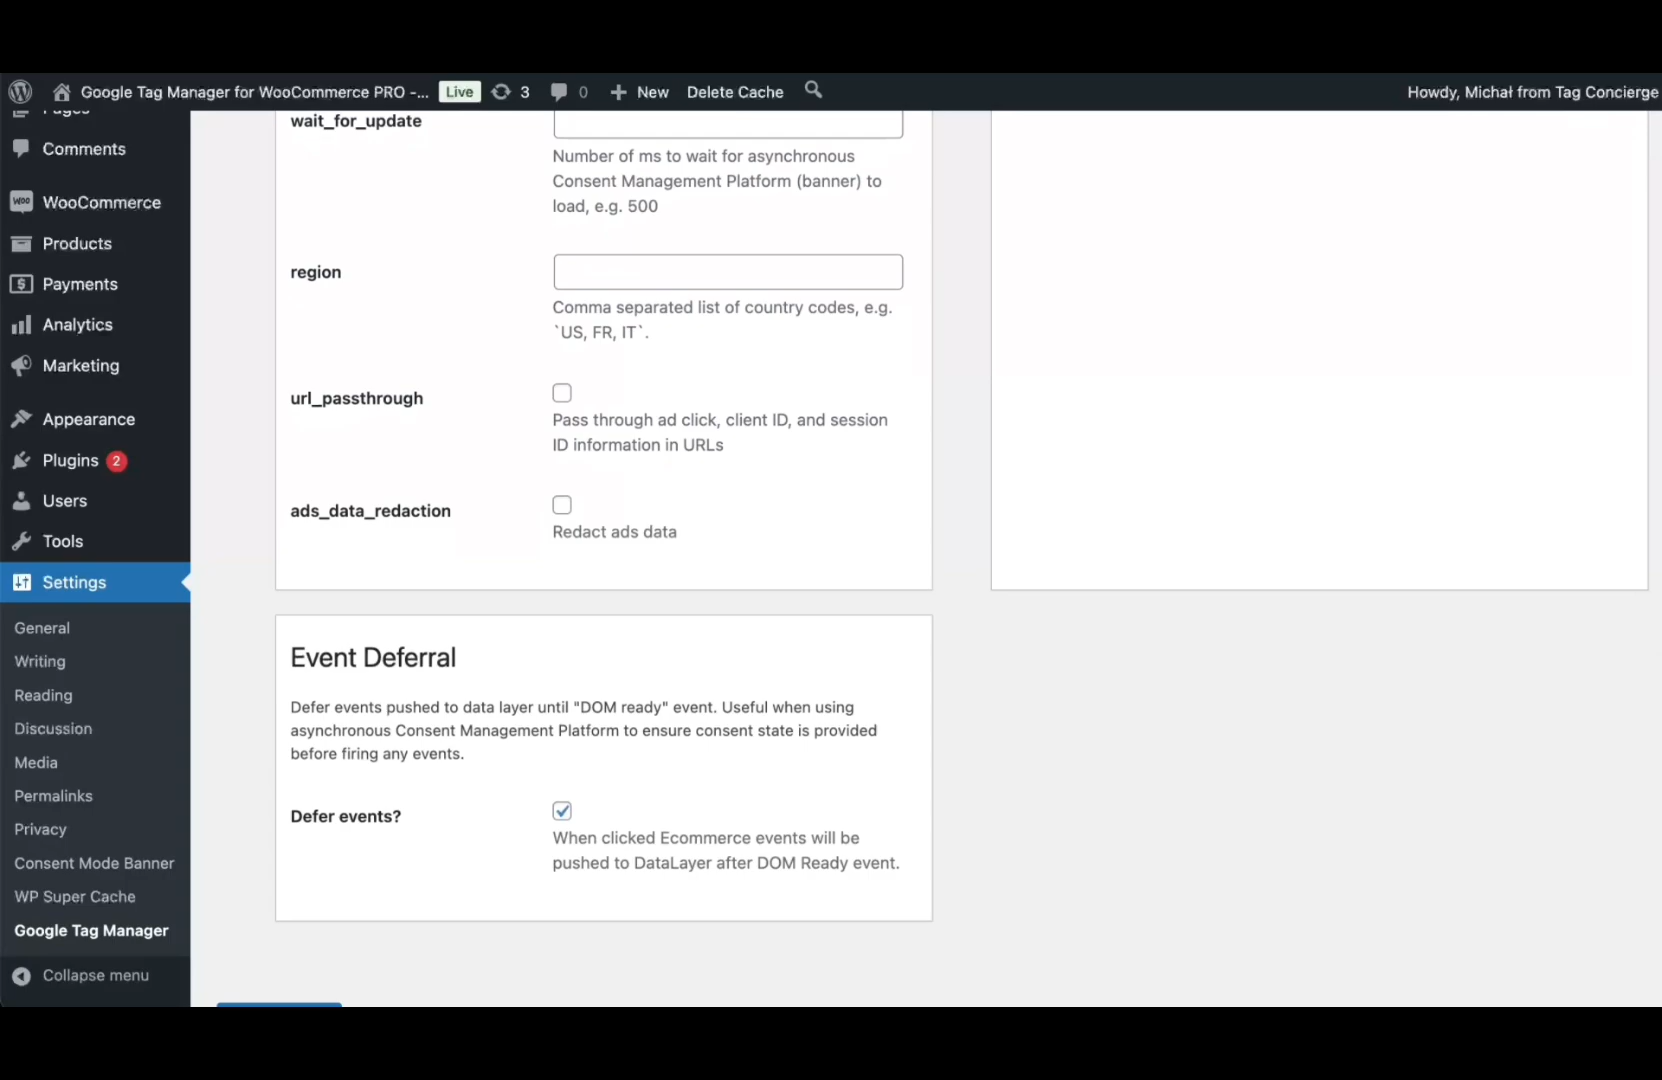 Google Tag Manager for WooCommerce PRO -... Live 3 0 New Delete Cache Howdy, Michał from Tag Concierge
Pages
Comments
WooCommerce
Products
Payments
Analytics
Marketing
Appearance
Plugins 2
Users
Tools
Settings
General
Writing
Reading
Discussion
Media
Permalinks
Privacy
Consent Mode Banner
WP Super Cache
Google Tag Manager
Collapse menu
wait_for_update
Number of ms to wait for asynchronous
Consent Management Platform (banner) to
load, e.g. 500
region
Comma separated list of country codes, e.g.
`US, FR, IT`.
url_passthrough
Pass through ad click, client ID, and session
ID information in URLs
ads_data_redaction
Redact ads data
Event Deferral
Defer events pushed to data layer until "DOM ready" event. Useful when using
asynchronous Consent Management Platform to ensure consent state is provided
before firing any events.
Defer events?
When clicked Ecommerce events will be
pushed to DataLayer after DOM Ready event.